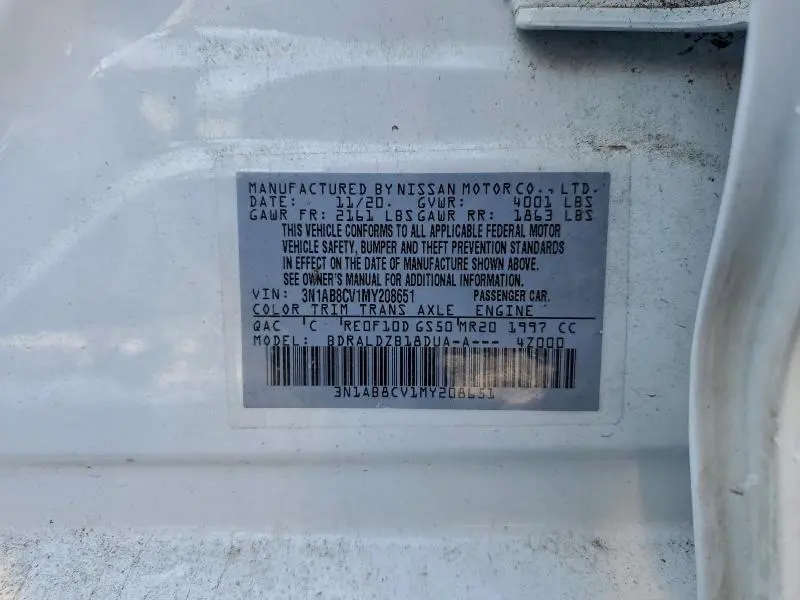 MANUFACTURED BY NISSAN MOTOR CO., LTD.
DATE: 11/20. GVWR: 4001 LBS
GAWR FR: 2161 LBS GAWR RR: 1863 LBS
THIS VEHICLE CONFORMS TO ALL APPLICABLE FEDERAL MOTOR
VEHICLE SAFETY, BUMPER AND THEFT PREVENTION STANDARDS
IN EFFECT ON THE DATE OF MANUFACTURE SHOWN ABOVE.
SEE OWNER'S MANUAL FOR ADDITIONAL INFORMATION.
VIN: 3N1AB8CV1MY208651 PASSENGER CAR.
COLOR TRIM TRANS AXLE ENGINE
QAC C RE0F10D GS50 MR20 1997 CC
MODEL: BDRALDZB18DUA-A--- 4Z000
3N1AB8CV1MY208651